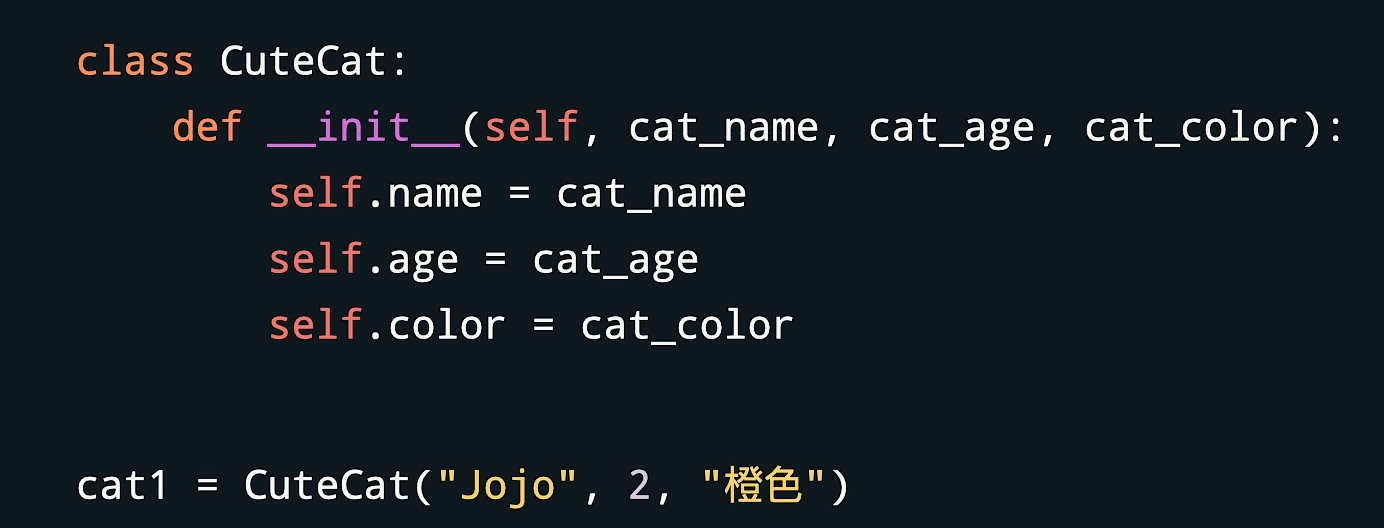 class CuteCat:
    def __init__(self, cat_name, cat_age, cat_color):
        self.name = cat_name
        self.age = cat_age
        self.color = cat_color
cat1 = CuteCat("Jojo", 2, "橙色")